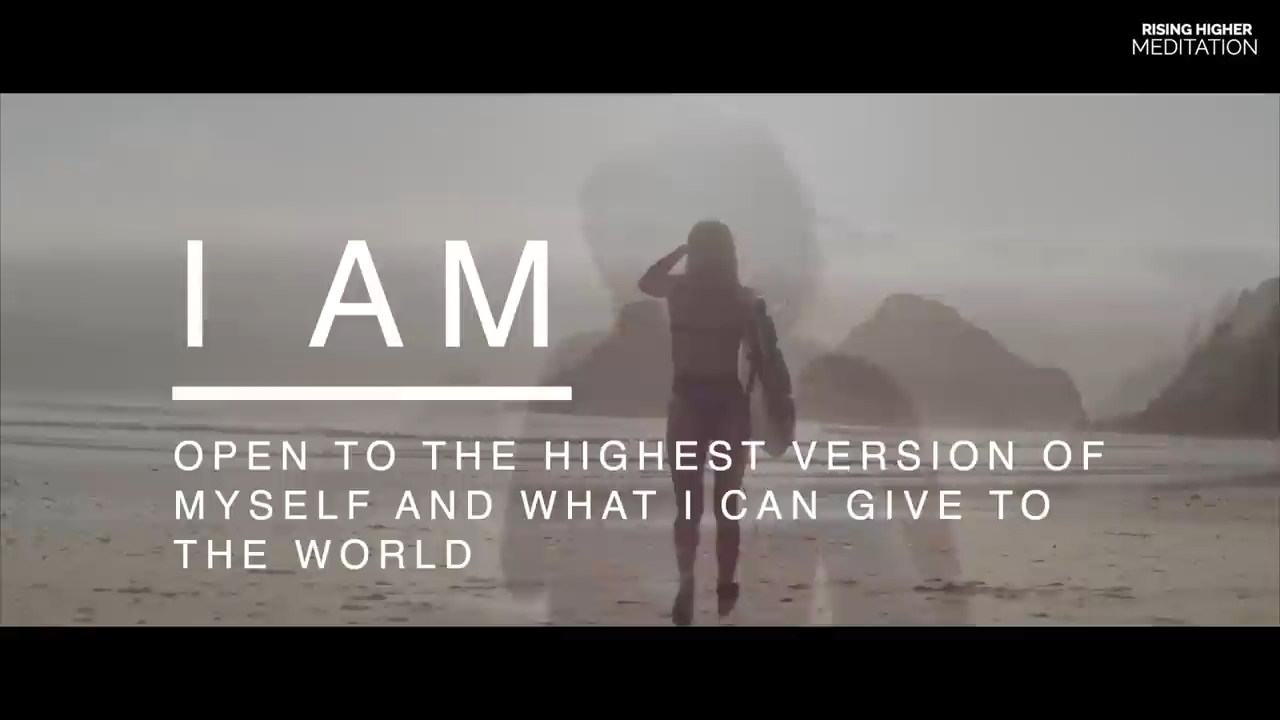 RISING HIGHER
MEDITATION
I AM
OPEN TO THE HIGHEST VERSION OF
MYSELF AND WHAT I CAN GIVE TO
THE WORLD